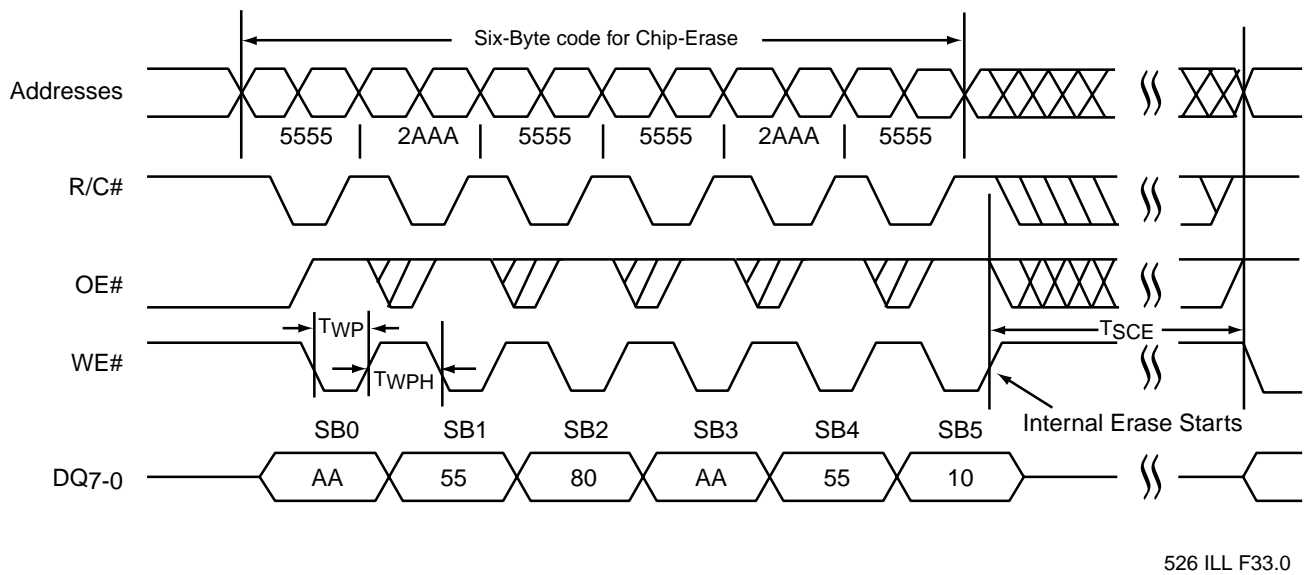 Six-Byte code for Chip-Erase
Addresses
5555 2AAA 5555 5555 2AAA 5555
R/C#
OE#
TWP
TSCE
WE#
TWPH
Internal Erase Starts
SB0 SB1 SB2 SB3 SB4 SB5
DQ7-0 AA 55 80 AA 55 10
526 ILL F33.0